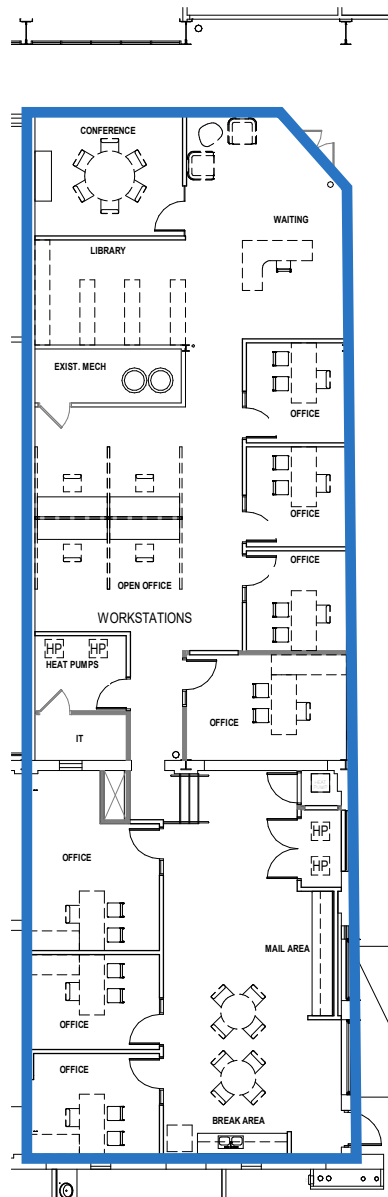 CONFERENCE
WAITING
LIBRARY
EXIST. MECH
OFFICE
OFFICE
OFFICE
OPEN OFFICE
WORKSTATIONS
HP HP
HEAT PUMPS
OFFICE
IT
HP
OFFICE
HP
MAIL AREA
OFFICE
OFFICE
BREAK AREA